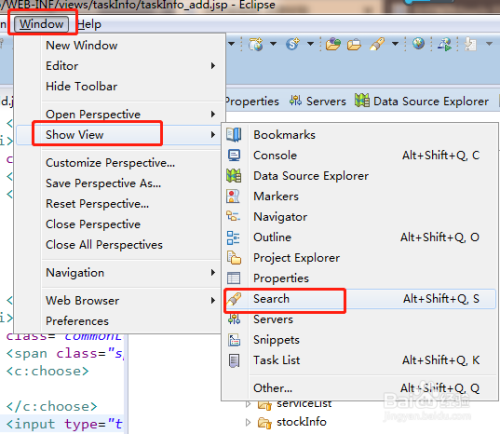 o/WEB-INF/views/taskInfo/taskInfo_add.jsp - Eclipse
n Window Help
New Window
Editor
Hide Toolbar
Open Perspective
Show View
Customize Perspective...
Save Perspective As...
Reset Perspective...
Close Perspective
Close All Perspectives
Navigation
Web Browser
Preferences
d.j
Properties Servers Data Source Explorer
Bookmarks
Console Alt+Shift+Q, C
Data Source Explorer
Markers
Navigator
Outline Alt+Shift+Q, O
Project Explorer
Properties
Search Alt+Shift+Q, S
Servers
Snippets
Task List Alt+Shift+Q, K
Other... Alt+Shift+Q, Q
<span class="s
<c:choose>
</c:choose>
<input type="t
serviceList
stockInfo
jingyan.baidu.com